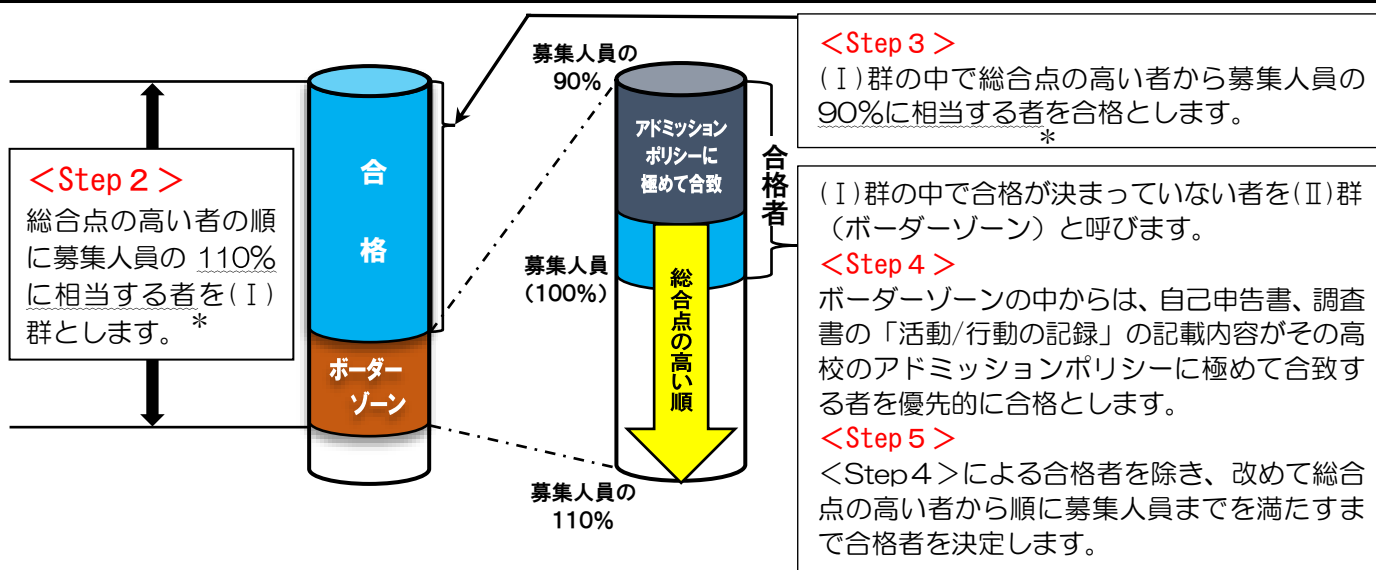 <Step２>
総合点の高い者の順
に募集人員の 110%
に相当する者を(Ⅰ)
群とします。*
合
格
ボーダー
ゾーン
募集人員の
90%
募集人員
(100%)
募集人員の
110%
アドミッション
ポリシーに
極めて合致
総合点の高い順
合格者
<Step３>
(Ⅰ)群の中で総合点の高い者から募集人員の
90%に相当する者を合格とします。
*
(Ⅰ)群の中で合格が決まっていない者を(Ⅱ)群
（ボーダーゾーン）と呼びます。
<Step４>
ボーダーゾーンの中からは、自己申告書、調査
書の「活動/行動の記録」の記載内容がその高
校のアドミッションポリシーに極めて合致す
る者を優先的に合格とします。
<Step５>
<Step４>による合格者を除き、改めて総合
点の高い者から順に募集人員までを満たすま
で合格者を決定します。